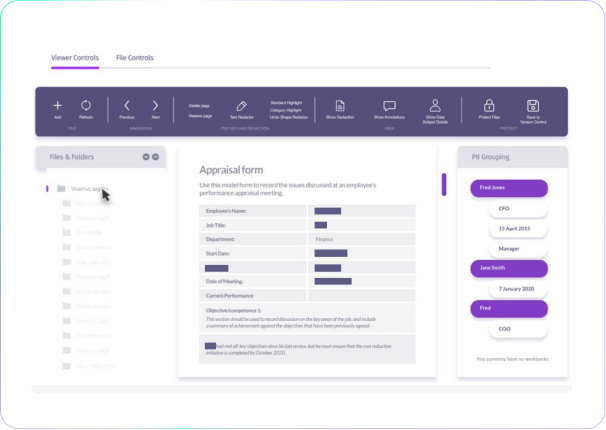 Viewer Controls File Controls
Add Refresh Previous Next Delete page Text Redactor Standard Highlight Show Redaction Show Annotations Show Data Protect Files Save to
Category Highlight Subject Details Version Control
Restore page Undo Shape Redactor
FILE NAVIGATION PDF EDIT AND REDACTION VIEW PROTECT
Files & Folders
Vivamus sagittis
Appraisal form
Use this model form to record the issues discussed at an employee's
performance appraisal meeting.
Employee's Name:
Job Title:
Department: Finance
Start Date:
Date of Meeting:
Current Performance
Objective/competence 1:
This section should be used to record discussion on the key areas of the job, and include
a summary of achievement against the objectives that have been previously agreed.
had met all key objectives since his last review, but he must ensure that the cost reduction
initiative is completed by October 2020.
PII Grouping
Fred Jones
CFO
15 April 2015
Manager
Jane Smith
7 January 2020
Fred
COO
You currently have no workbooks